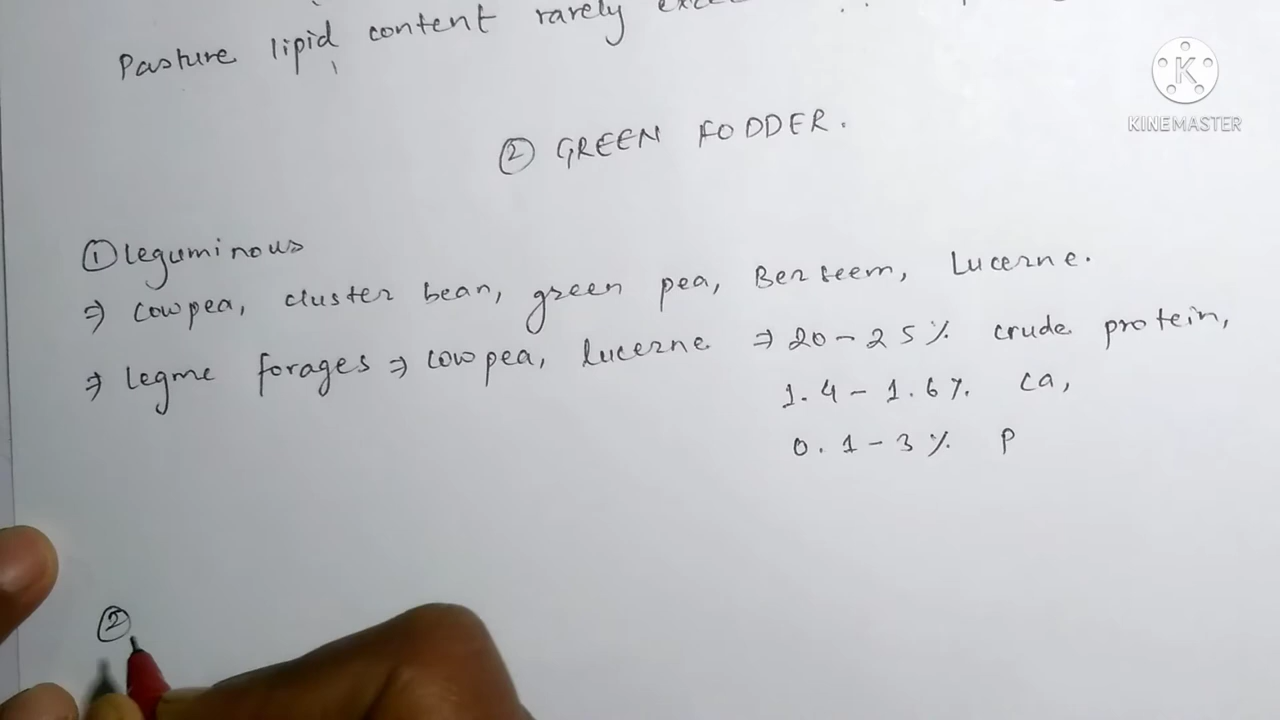 Pasture lipid content rarely
② GREEN FODDER.
① leguminous
⇒ cowpea, cluster bean, green pea, Berseem, Lucerne.
⇒ legme forages ⇒ cowpea, lucerne ⇒ 20-25% crude protein,
1.4-1.6%. ca,
0.1-3% P
②
K
KINEMASTER